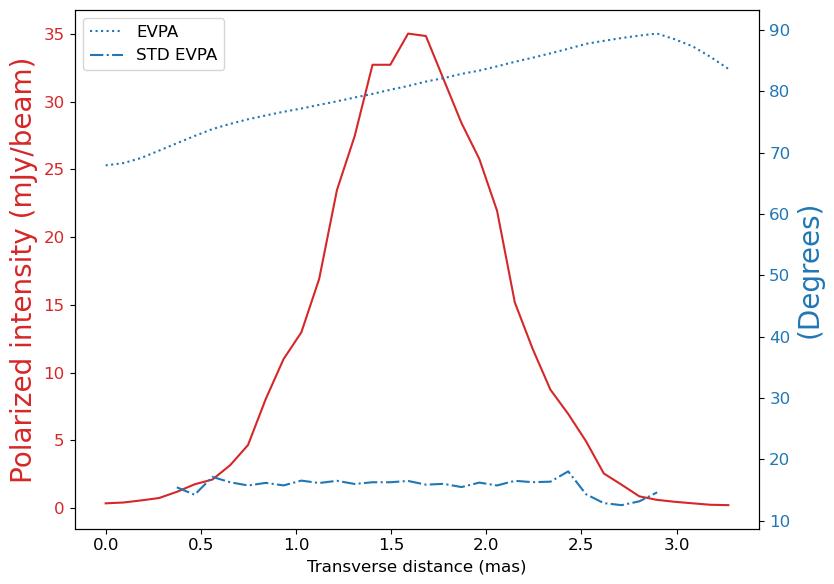 EVPA
STD EVPA
35
30
25
20
15
10
5
0
Polarized intensity (mJy/beam)
90
80
70
60
50
40
30
20
10
(Degrees)
0.0 0.5 1.0 1.5 2.0 2.5 3.0
Transverse distance (mas)